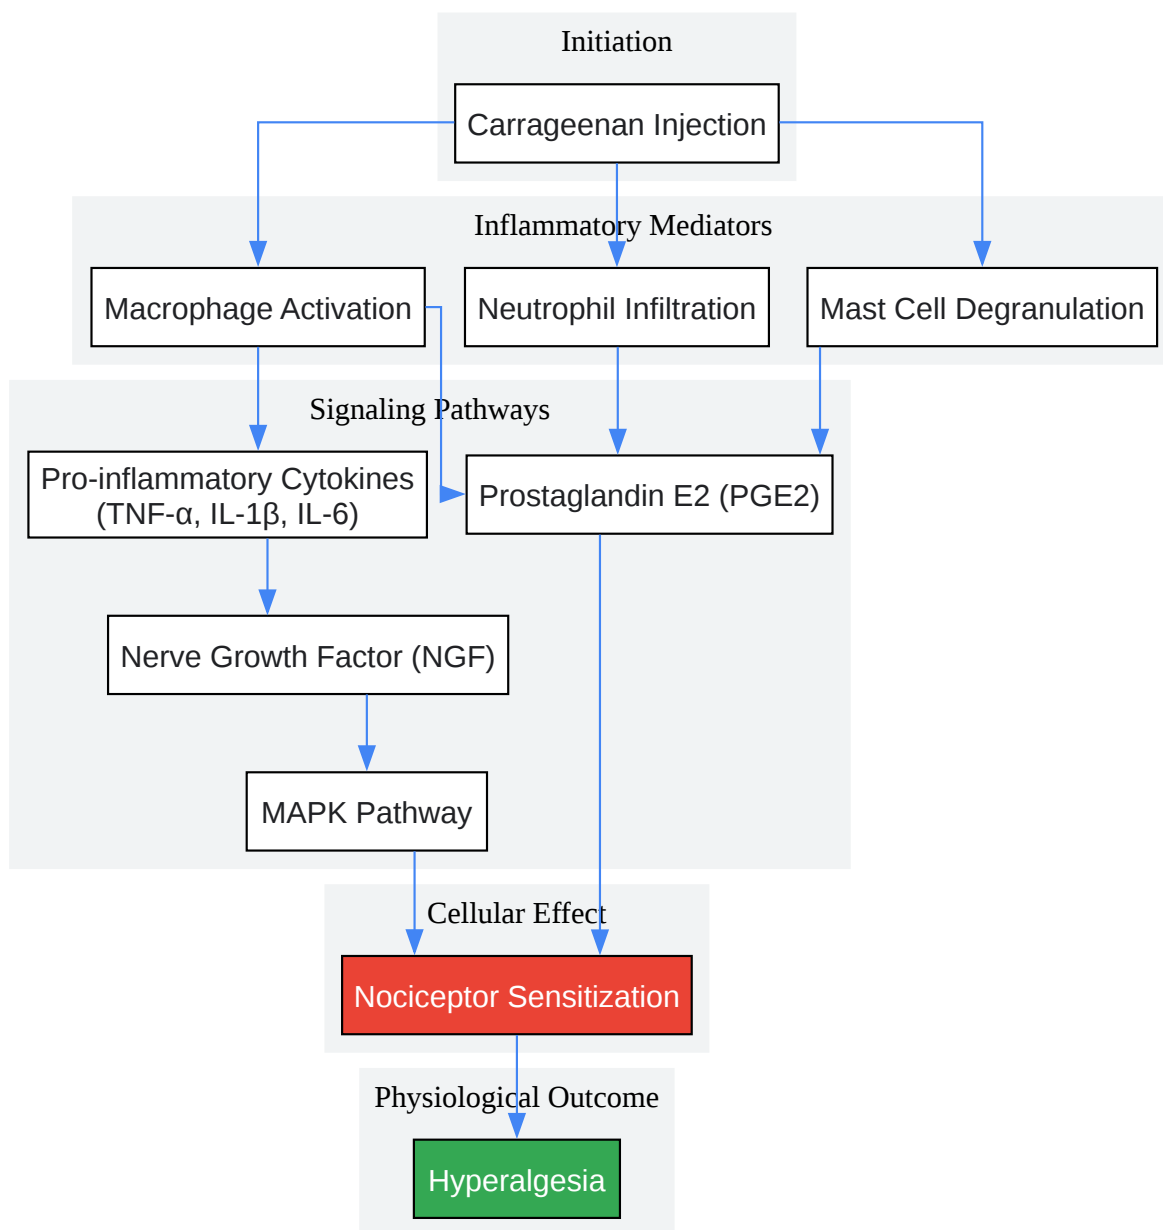 Initiation
Carrageenan Injection
Inflammatory Mediators
Macrophage Activation
Neutrophil Infiltration
Mast Cell Degranulation
Signaling Pathways
Pro-inflammatory Cytokines
(TNF-α, IL-1β, IL-6)
Prostaglandin E2 (PGE2)
Nerve Growth Factor (NGF)
MAPK Pathway
Cellular Effect
Nociceptor Sensitization
Physiological Outcome
Hyperalgesia